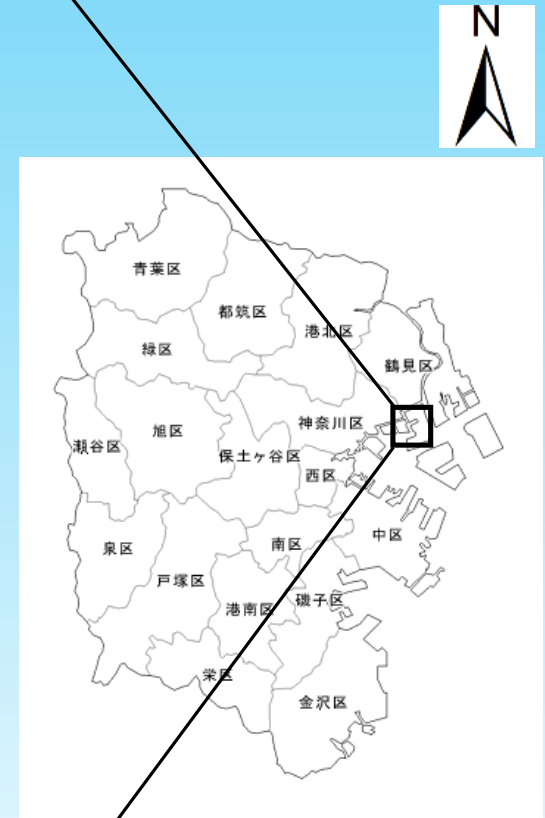 N
青葉区
都筑区
港北区
緑区
鶴見区
神奈川区
旭区
瀬谷区
保土ヶ谷区
西区
中区
南区
泉区
戸塚区
港南区
磯子区
栄区
金沢区